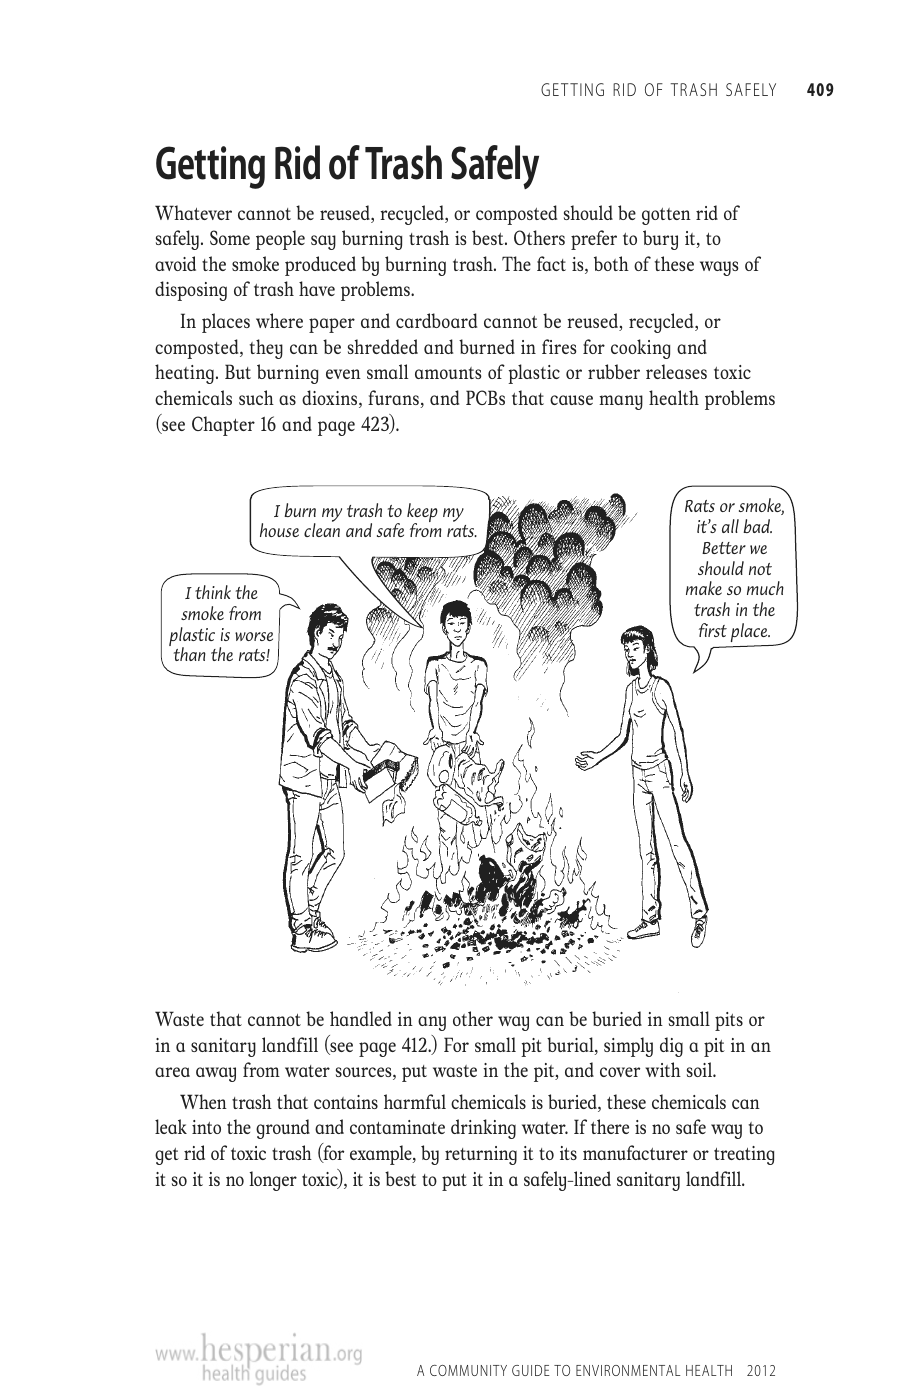 GETTING RID OF TRASH SAFELY 409
Getting Rid of Trash Safely
Whatever cannot be reused, recycled, or composted should be gotten rid of
safely. Some people say burning trash is best. Others prefer to bury it, to
avoid the smoke produced by burning trash. The fact is, both of these ways of
disposing of trash have problems.
In places where paper and cardboard cannot be reused, recycled, or
composted, they can be shredded and burned in fires for cooking and
heating. But burning even small amounts of plastic or rubber releases toxic
chemicals such as dioxins, furans, and PCBs that cause many health problems
(see Chapter 16 and page 423).
I think the
smoke from
plastic is worse
than the rats!
I burn my trash to keep my
house clean and safe from rats.
Rats or smoke,
it's all bad.
Better we
should not
make so much
trash in the
first place.
Waste that cannot be handled in any other way can be buried in small pits or
in a sanitary landfill (see page 412.) For small pit burial, simply dig a pit in an
area away from water sources, put waste in the pit, and cover with soil.
When trash that contains harmful chemicals is buried, these chemicals can
leak into the ground and contaminate drinking water. If there is no safe way to
get rid of toxic trash (for example, by returning it to its manufacturer or treating
it so it is no longer toxic), it is best to put it in a safely-lined sanitary landfill.
www.hesperian.org
health guides
A COMMUNITY GUIDE TO ENVIRONMENTAL HEALTH 2012